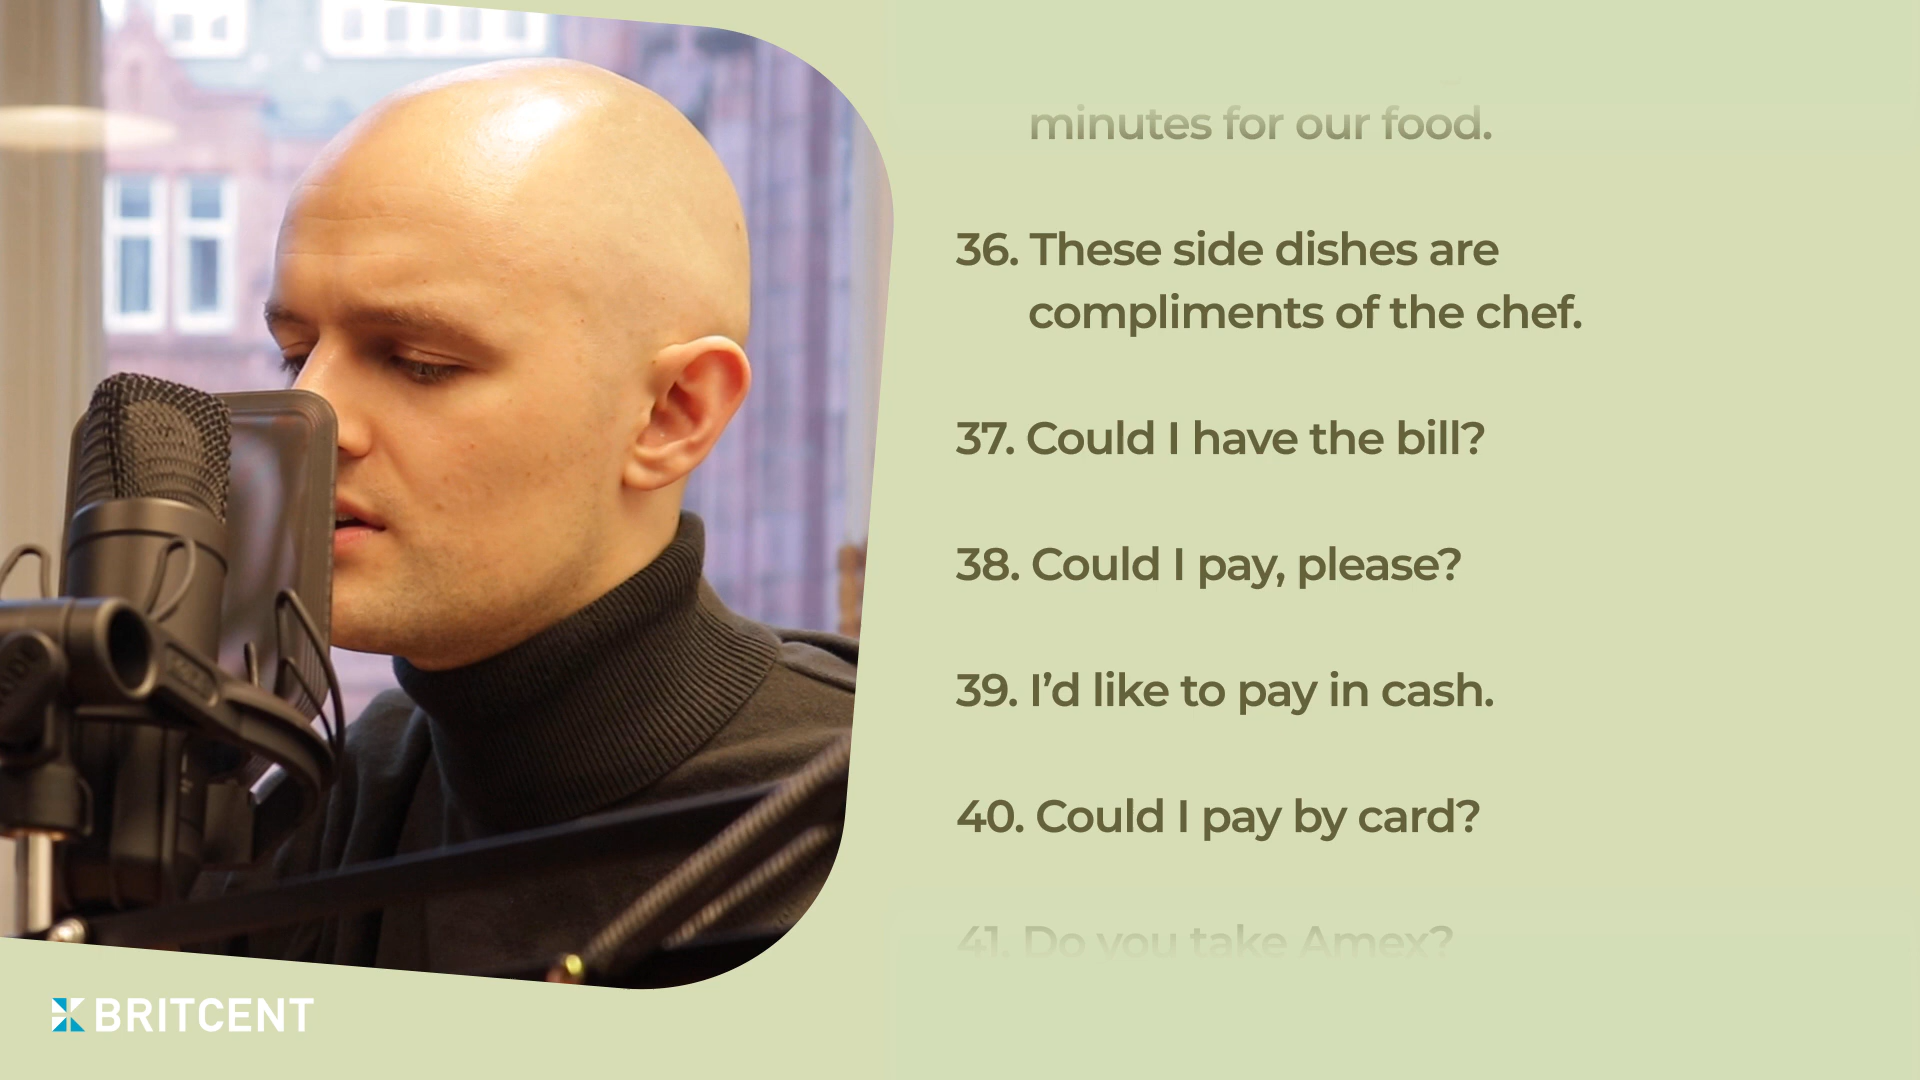 minutes for our food.
36. These side dishes are
compliments of the chef.
37. Could I have the bill?
38. Could I pay, please?
39. I’d like to pay in cash.
40. Could I pay by card?
41. Do you take Amex?
BRITCENT